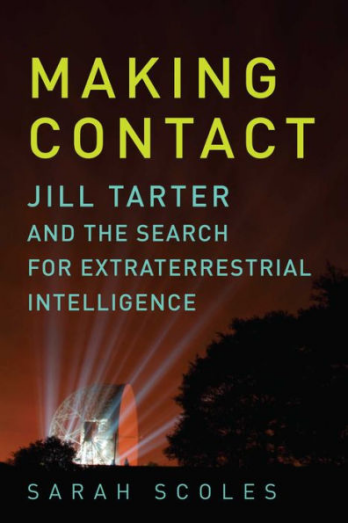 MAKING
CONTACT
JILL TARTER
AND THE SEARCH
FOR EXTRATERRESTRIAL
INTELLIGENCE
SARAH SCOLES